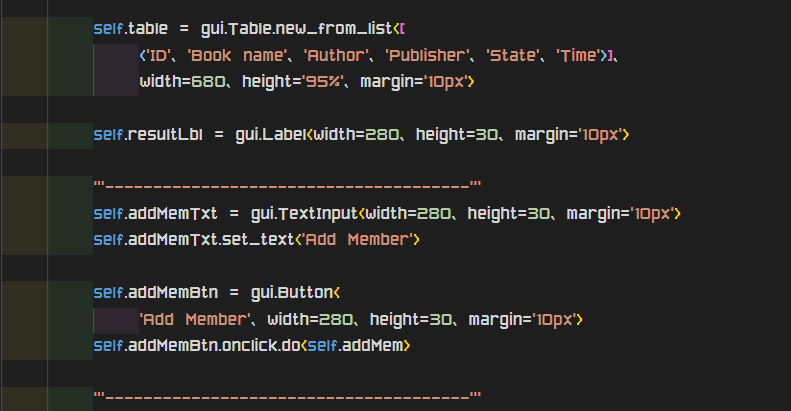 self.table = gui.Table.new_from_list([
('ID', 'Book name', 'Author', 'Publisher', 'State', 'Time')],
width=680, height='95%', margin='10px')
self.resultLbl = gui.Label(width=280, height=30, margin='10px')
'''--------------------------------------'''
self.addMemTxt = gui.TextInput(width=280, height=30, margin='10px')
self.addMemTxt.set_text('Add Member')
self.addMemBtn = gui.Button(
'Add Member', width=280, height=30, margin='10px')
self.addMemBtn.onclick.do(self.addMem)
'''--------------------------------------'''